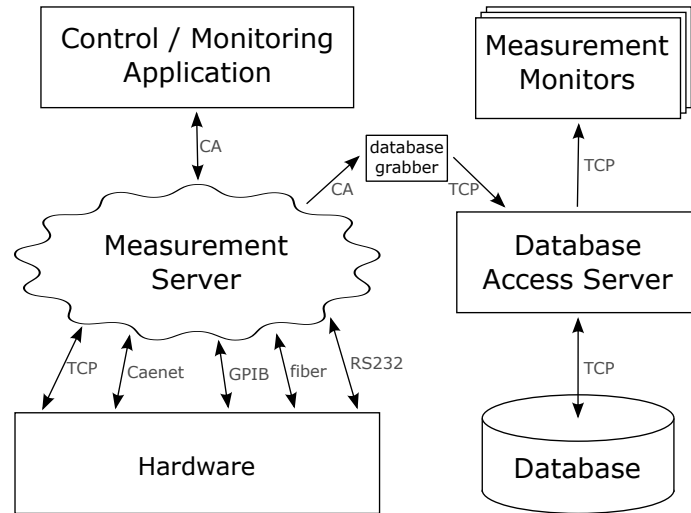 Control / Monitoring
Application
Measurement
Monitors
CA
database
grabber
CA
TCP
TCP
Measurement
Server
Database
Access Server
TCP
Caenet
GPIB
fiber
RS232
TCP
Hardware
Database